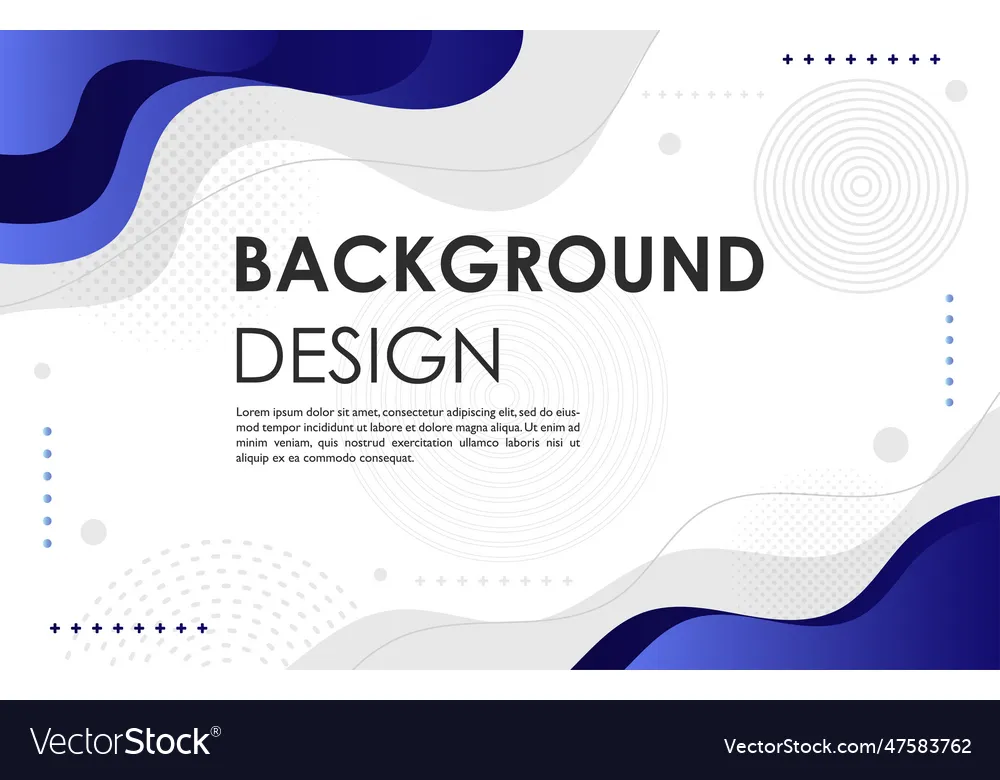 BACKGROUND
DESIGN
Lorem ipsum dolor sit amet, consectetur adipiscing elit, sed do eius-
mod tempor incididunt ut labore et dolore magna aliqua. Ut enim ad
minim veniam, quis nostrud exercitation ullamco laboris nisi ut
aliquip ex ea commodo consequat.
VectorStock®
VectorStock.com/47583762